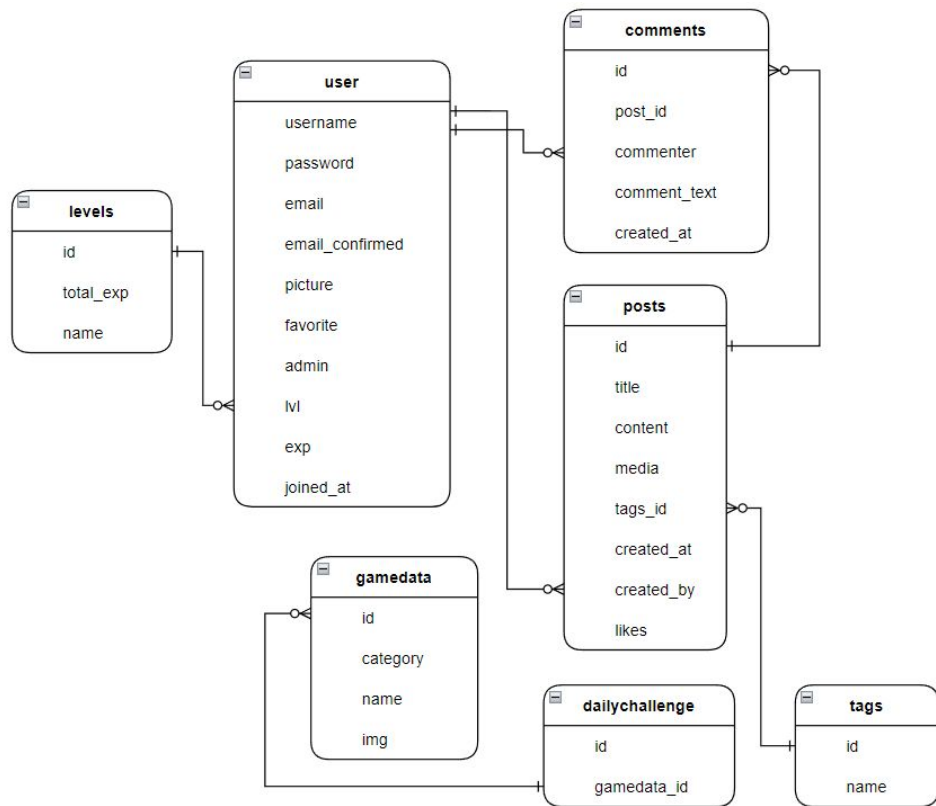 comments
id
post_id
commenter
comment_text
created_at
user
username
password
email
email_confirmed
picture
favorite
admin
lvl
exp
joined_at
levels
id
total_exp
name
posts
id
title
content
media
tags_id
created_at
created_by
likes
gamedata
id
category
name
img
dailychallenge
id
gamedata_id
tags
id
name